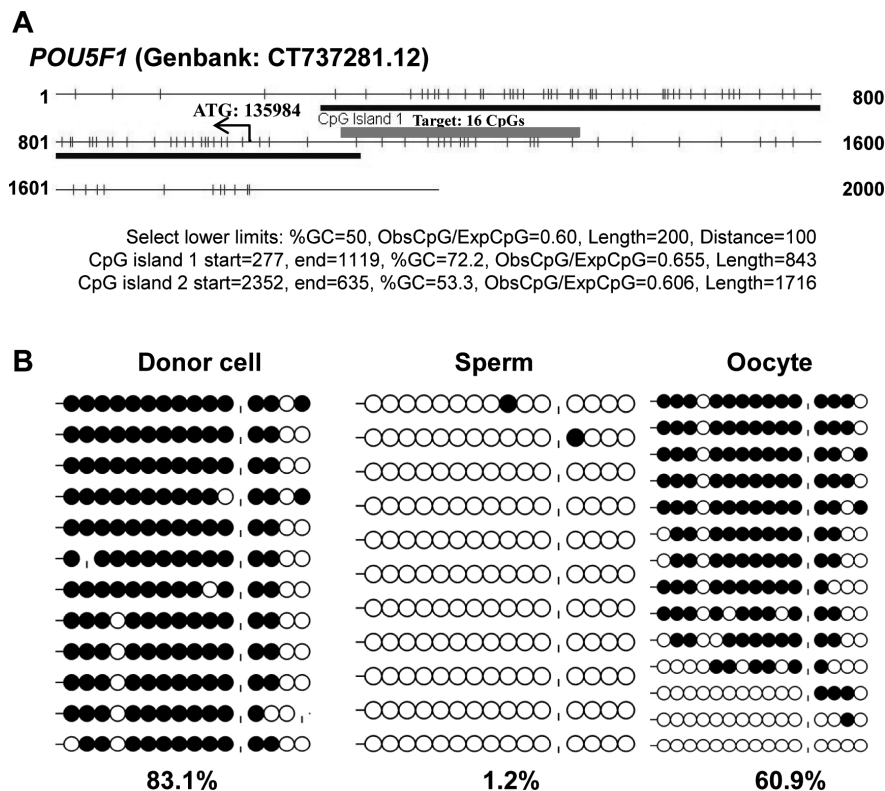 A
POU5F1 (Genbank: CT737281.12)
1
800
ATG: 135984
CpG Island 1
Target: 16 CpGs
801
1600
1601
2000
Select lower limits: %GC=50, ObsCpG/ExpCpG=0.60, Length=200, Distance=100
CpG island 1 start=277, end=1119, %GC=72.2, ObsCpG/ExpCpG=0.655, Length=843
CpG island 2 start=2352, end=635, %GC=53.3, ObsCpG/ExpCpG=0.606, Length=1716
B
Donor cell
Sperm
Oocyte
83.1%
1.2%
60.9%